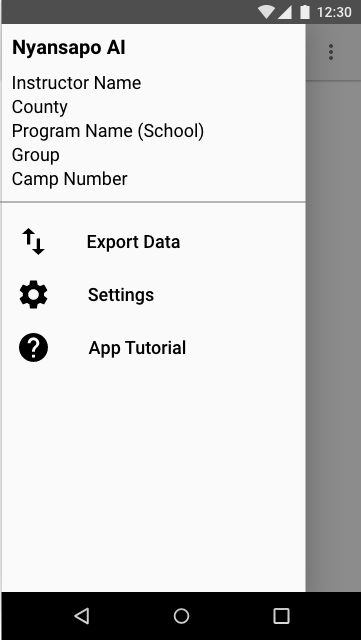 12:30
Nyansapo AI
Instructor Name
County
Program Name (School)
Group
Camp Number
Export Data
Settings
App Tutorial